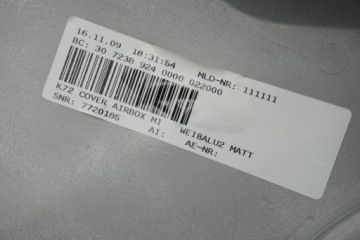 16.11.09 18:31:54 MLD-NR: 111111
BC: 30 7238 924 0000 022000
K72 COVER AIRBOX MI WEI8ALU2 MATT
SNR: 7720185 AI: AE-NR: